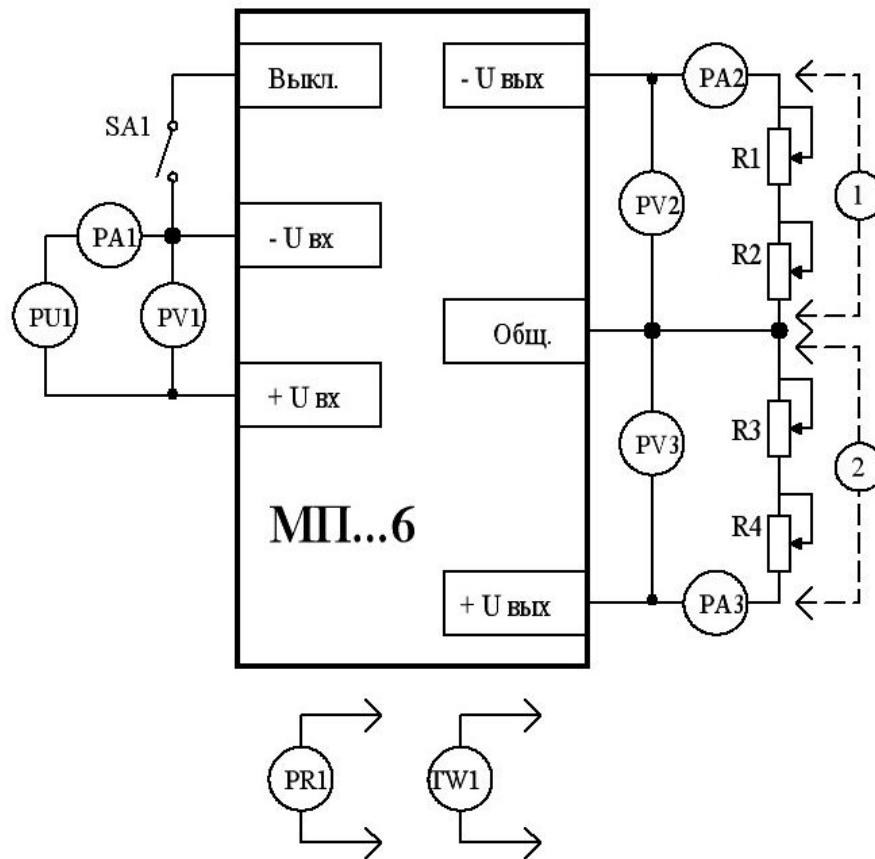 Выкл.
- U вых
PA2
SA1
R1
1
PV2
PA1
- U вх
R2
PU1
PV1
Общ.
+ U вх
R3
PV3
2
МП...6
R4
+ U вых
PA3
PR1
TW1